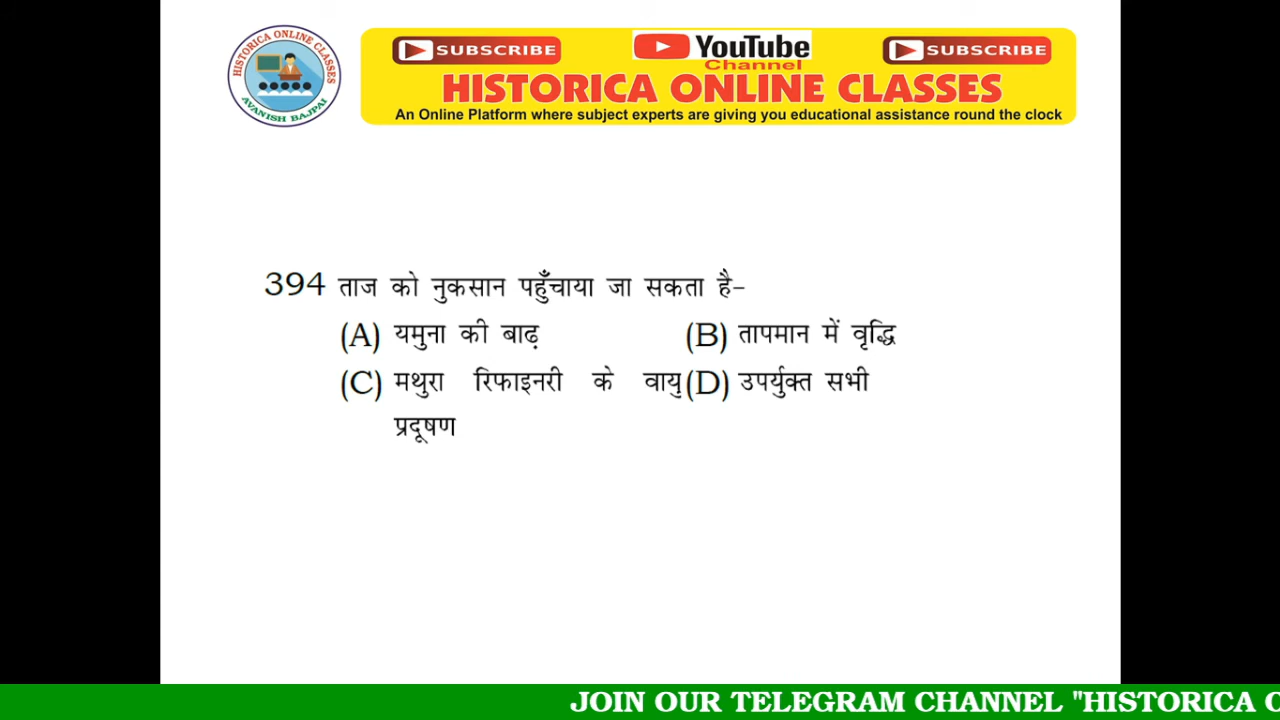 HISTORICA ONLINE CLASSES
AVANISH BAJPAI
SUBSCRIBE YouTube SUBSCRIBE
Channel
HISTORICA ONLINE CLASSES
An Online Platform where subject experts are giving you educational assistance round the clock
394 ताज को नुकसान पहुँचाया जा सकता है-
(A) यमुना की बाढ़ (B) तापमान में वृद्धि
(C) मथुरा रिफाइनरी के वायु (D) उपर्युक्त सभी
प्रदूषण
JOIN OUR TELEGRAM CHANNEL "HISTORICA